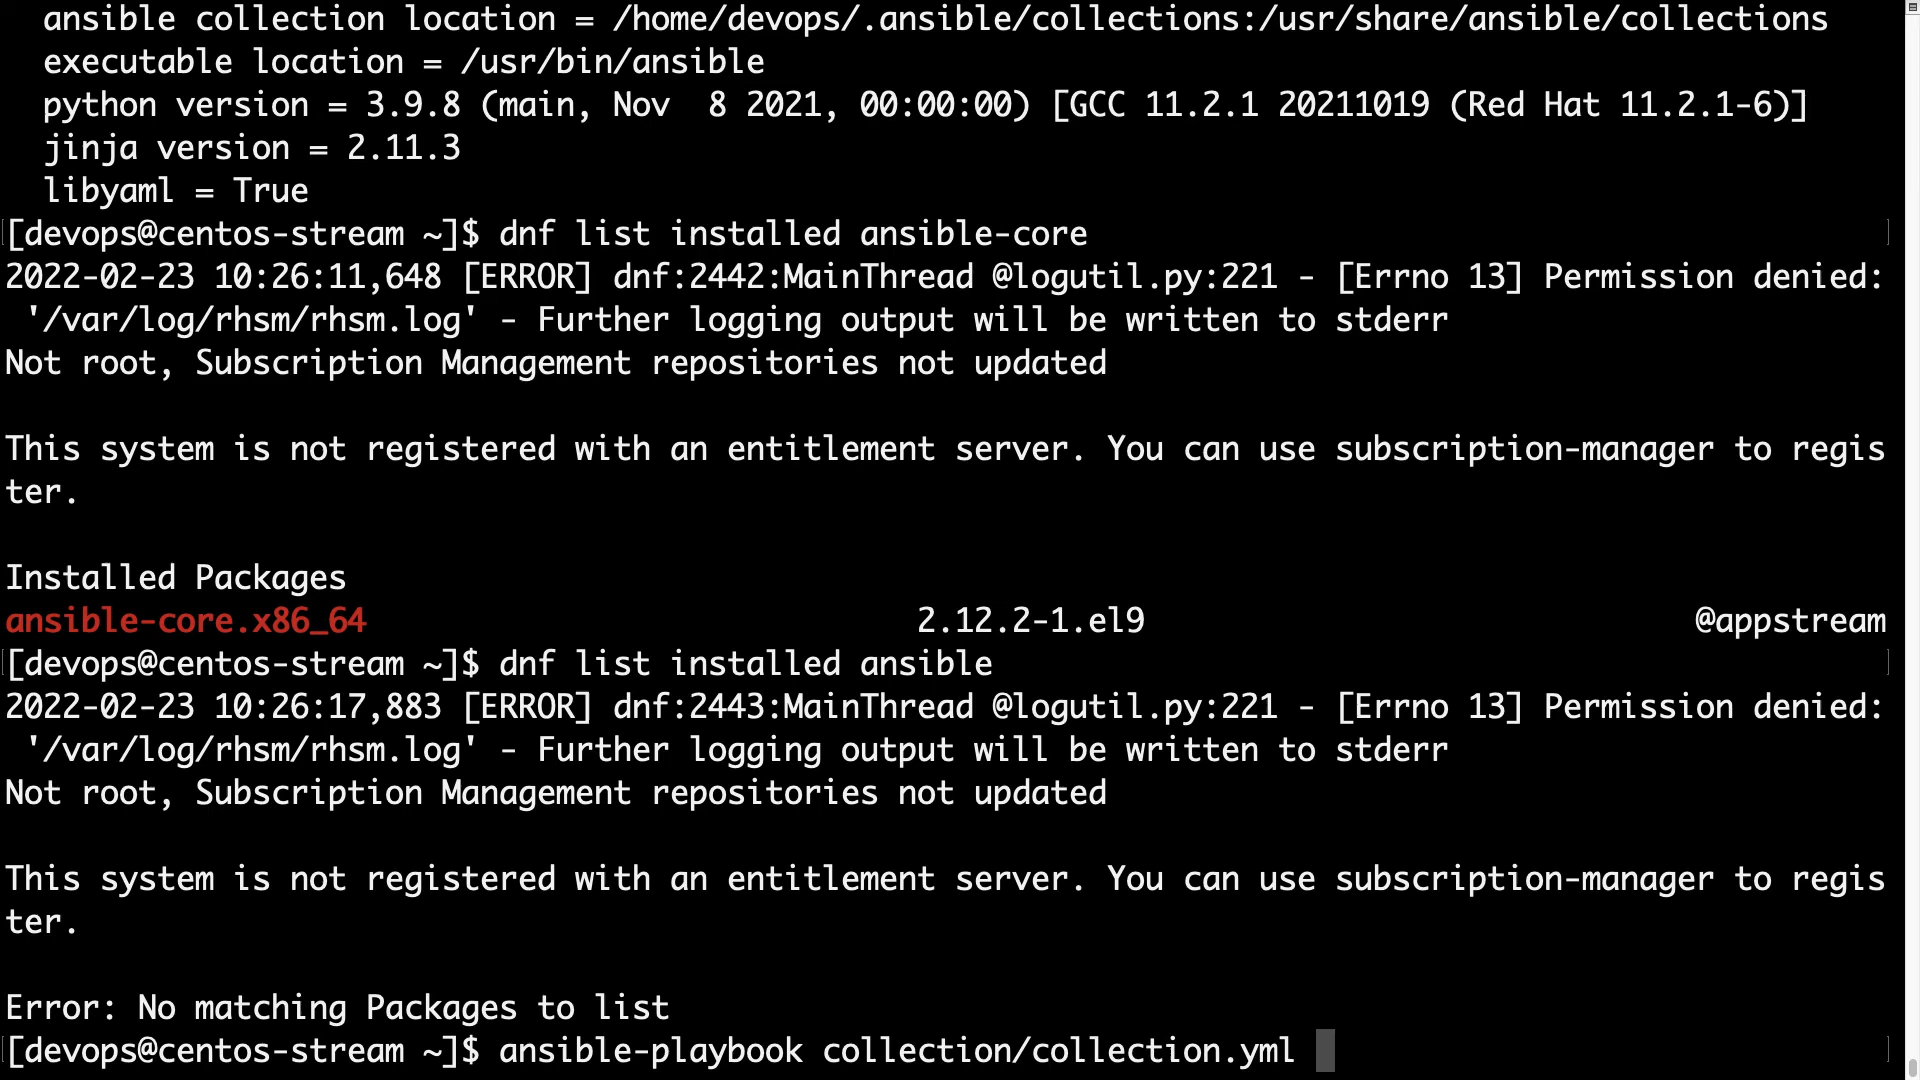 ansible collection location = /home/devops/.ansible/collections:/usr/share/ansible/collections
executable location = /usr/bin/ansible
python version = 3.9.8 (main, Nov  8 2021, 00:00:00) [GCC 11.2.1 20211019 (Red Hat 11.2.1-6)]
jinja version = 2.11.3
libyaml = True
[devops@centos-stream ~]$ dnf list installed ansible-core
2022-02-23 10:26:11,648 [ERROR] dnf:2442:MainThread @logutil.py:221 - [Errno 13] Permission denied:
'/var/log/rhsm/rhsm.log' - Further logging output will be written to stderr
Not root, Subscription Management repositories not updated
This system is not registered with an entitlement server. You can use subscription-manager to regis
ter.
Installed Packages
ansible-core.x86_64 2.12.2-1.el9 @appstream
[devops@centos-stream ~]$ dnf list installed ansible
2022-02-23 10:26:17,883 [ERROR] dnf:2443:MainThread @logutil.py:221 - [Errno 13] Permission denied:
'/var/log/rhsm/rhsm.log' - Further logging output will be written to stderr
Not root, Subscription Management repositories not updated
This system is not registered with an entitlement server. You can use subscription-manager to regis
ter.
Error: No matching Packages to list
[devops@centos-stream ~]$ ansible-playbook collection/collection.yml